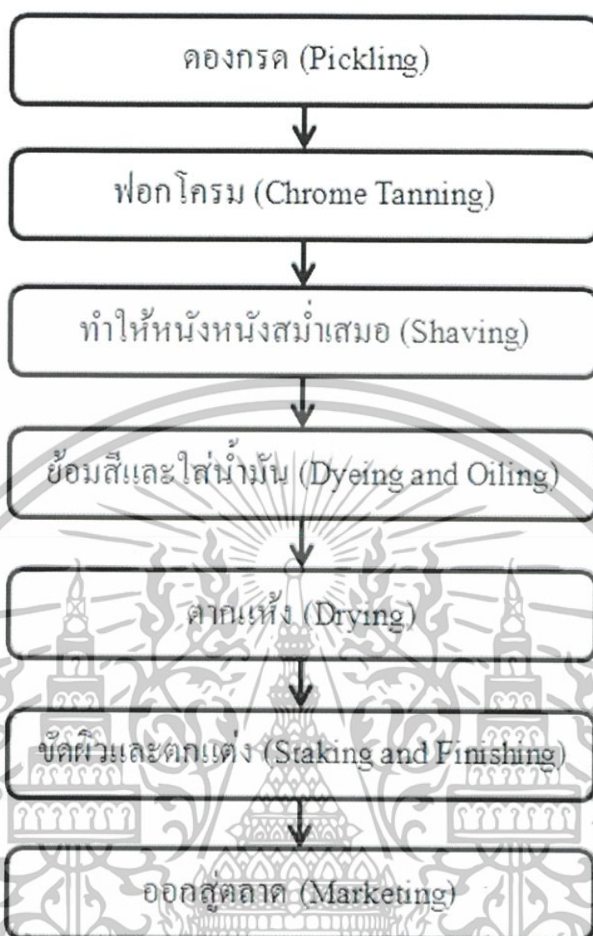 ดองกรด (Pickling)
ฟอกโครม (Chrome Tanning)
ทำให้หนังหนังสม่ำเสมอ (Shaving)
ย้อมสีและใส่น้ำมัน (Dyeing and Oiling)
ตากแห้ง (Drying)
ขัดผิวและตกแต่ง (Staking and Finishing)
ออกสู่ตลาด (Marketing)